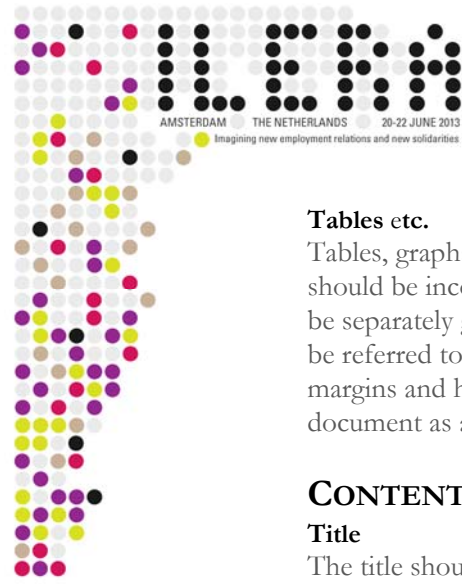 ILERA
AMSTERDAM THE NETHERLANDS 20-22 JUNE 2013
Imagining new employment relations and new solidarities
Tables etc.
Tables, graph
should be inco
be separately
be referred to
margins and h
document as a
CONTENT
Title
The title shou